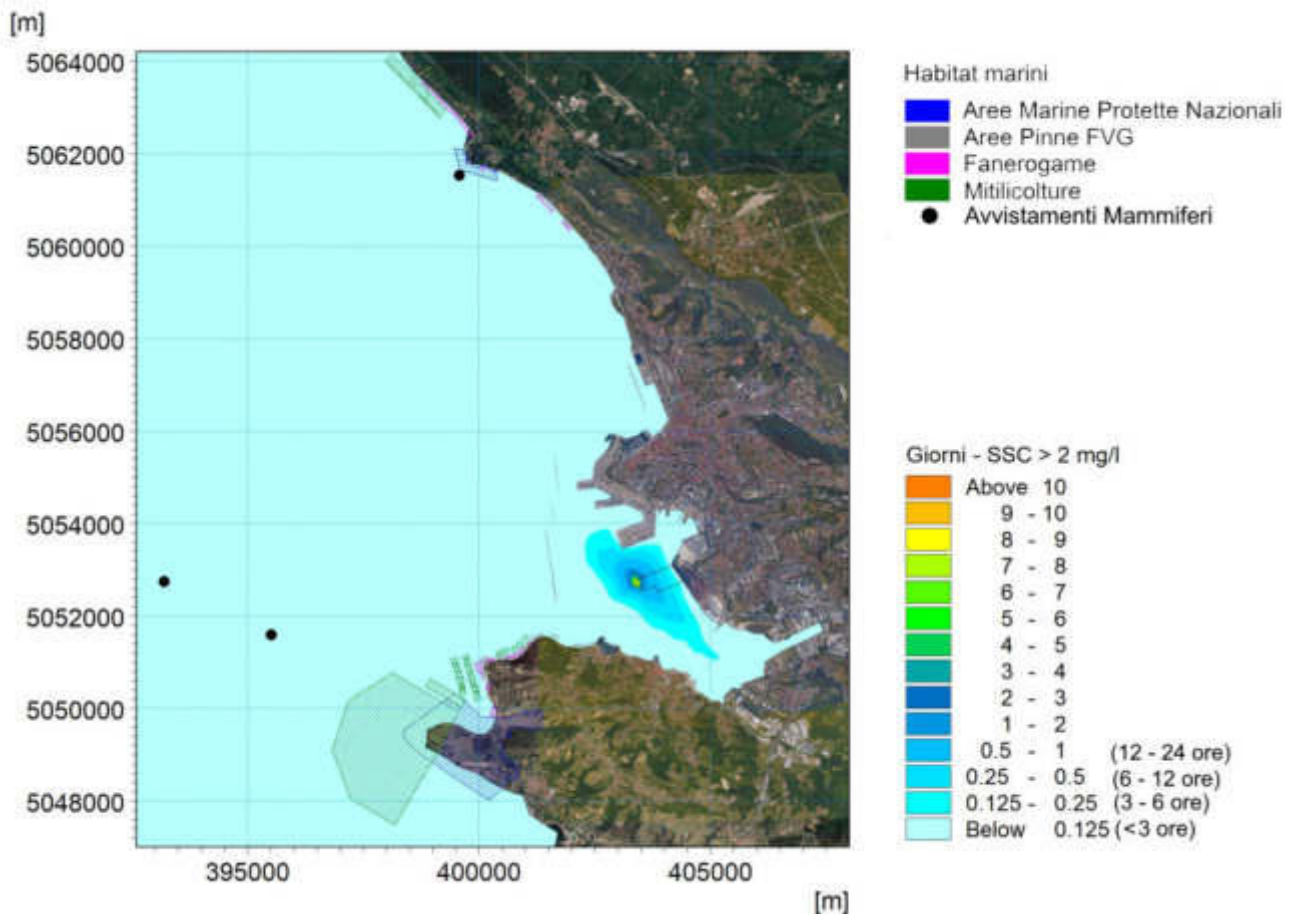 [m]
5064000
5062000
5060000
5058000
5056000
5054000
5052000
5050000
5048000
395000
400000
405000
[m]
Habitat marini
Aree Marine Protette Nazionali
Aree Pinne FVG
Fanerogame
Mitilicolture
Avvistamenti Mammiferi
Giorni - SSC > 2 mg/l
Above 10
9 - 10
8 - 9
7 - 8
6 - 7
5 - 6
4 - 5
3 - 4
2 - 3
1 - 2
0.5 - 1 (12 - 24 ore)
0.25 - 0.5 (6 - 12 ore)
0.125 - 0.25 (3 - 6 ore)
Below 0.125 (<3 ore)